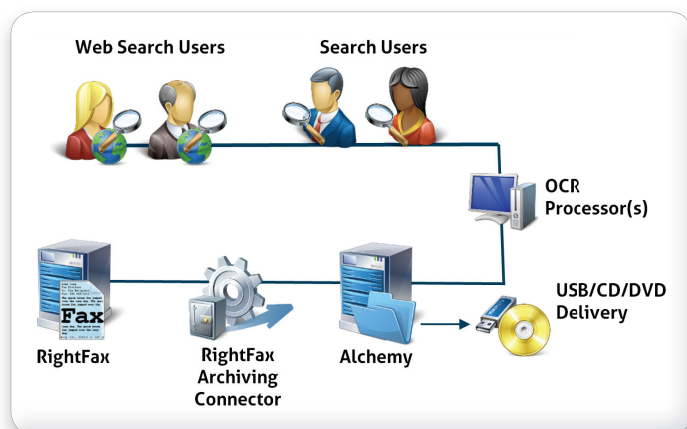 Web Search Users
Search Users
OCR
Processor(s)
USB/CD/DVD
Delivery
Fax
RightFax
RightFax
Archiving
Connector
Alchemy